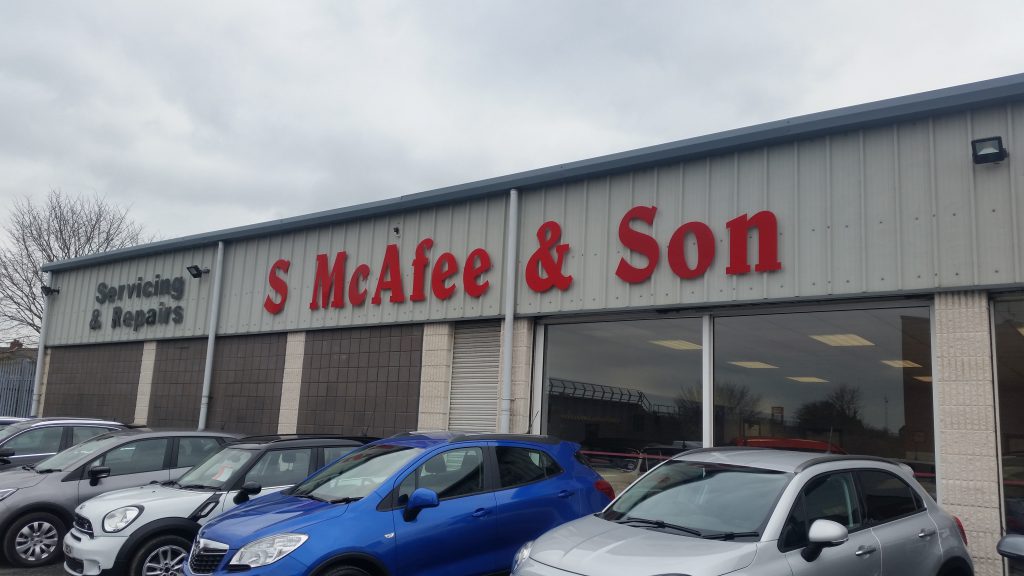 Servicing
& Repairs
S McAfee & Son